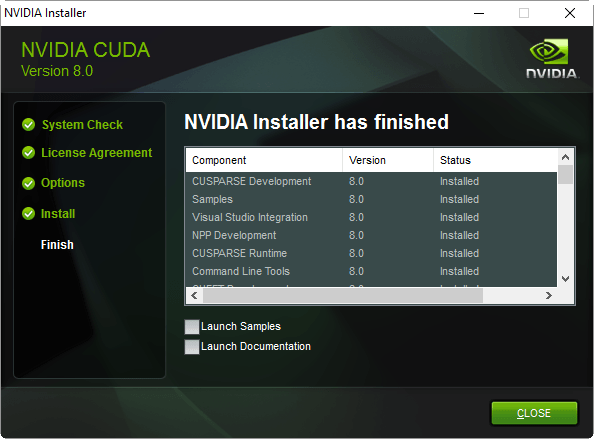 NVIDIA Installer
NVIDIA CUDA
Version 8.0
NVIDIA.
System Check
License Agreement
Options
Install
Finish
NVIDIA Installer has finished
Component Version Status
CUSPARSE Development 8.0 Installed
Samples 8.0 Installed
Visual Studio Integration 8.0 Installed
NPP Development 8.0 Installed
CUSPARSE Runtime 8.0 Installed
Command Line Tools 8.0 Installed
Launch Samples
Launch Documentation
CLOSE